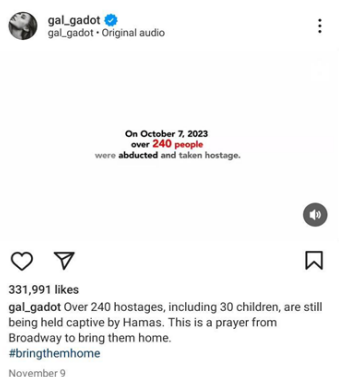 gal_gadot
gal_gadot • Original audio
On October 7, 2023
over 240 people
were abducted and taken hostage.
331,991 likes
gal_gadot Over 240 hostages, including 30 children, are still
being held captive by Hamas. This is a prayer from
Broadway to bring them home.
#bringthemhome
November 9